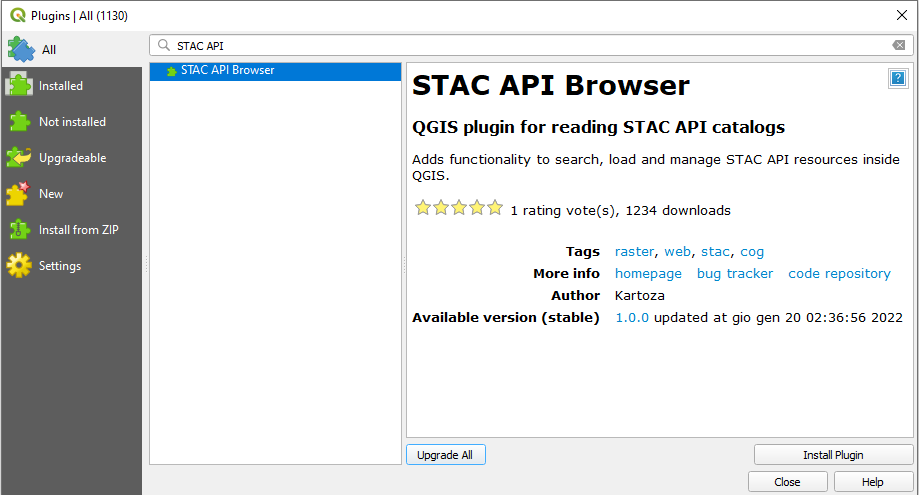 Plugins | All (1130)
All
Installed
Not installed
Upgradeable
New
Install from ZIP
Settings
STAC API
STAC API Browser
STAC API Browser
QGIS plugin for reading STAC API catalogs
Adds functionality to search, load and manage STAC API resources inside
QGIS.
1 rating vote(s), 1234 downloads
Tags raster, web, stac, cog
More info homepage bug tracker code repository
Author Kartoza
Available version (stable) 1.0.0 updated at gio gen 20 02:36:56 2022
Upgrade All
Install Plugin
Close
Help